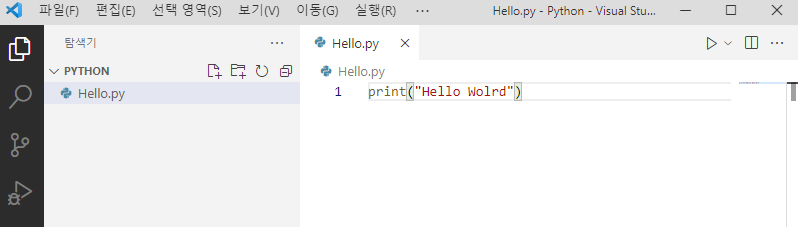 파일(F) 편집(E) 선택 영역(S) 보기(V) 이동(G) 실행(R) ··· Hello.py - Python - Visual Stu...
탐색기 ···
Hello.py
PYTHON
Hello.py
Hello.py
1 print("Hello Wolrd")